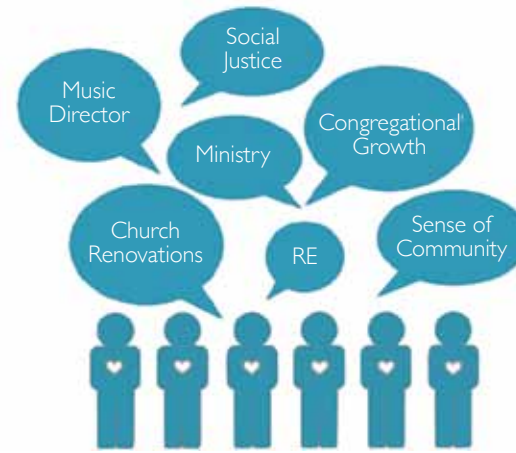 Social
Justice
Music
Director
Congregational
Growth
Ministry
Church
Renovations
RE
Sense of
Community